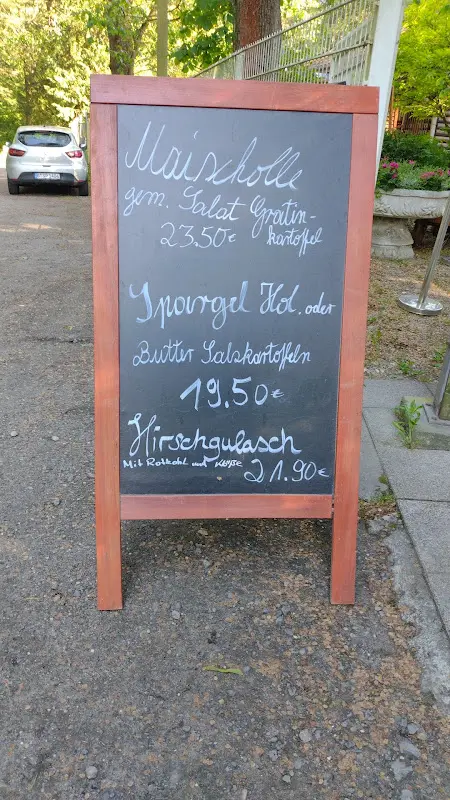 Maischolle
gem. Salat Gratin-
23.50€ kartoffel
Spargel Hol. oder
Butter Salzkartoffeln
19.50€
Hirschgulasch
Mit Rotkohl und Klöße 21.90€